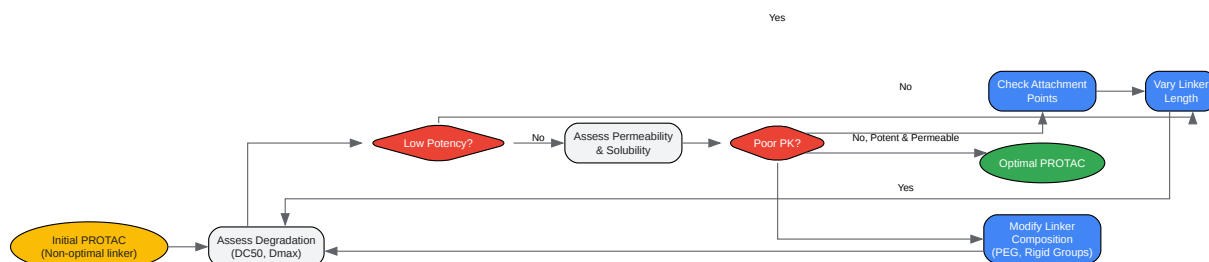 Yes
No
Check Attachment
Points
Vary Linker
Length
Low Potency?
No
Assess Permeability
& Solubility
Poor PK?
No, Potent & Permeable
Optimal PROTAC
Yes
Initial PROTAC
(Non-optimal linker)
Assess Degradation
(DC50, Dmax)
Modify Linker
Composition
(PEG, Rigid Groups)